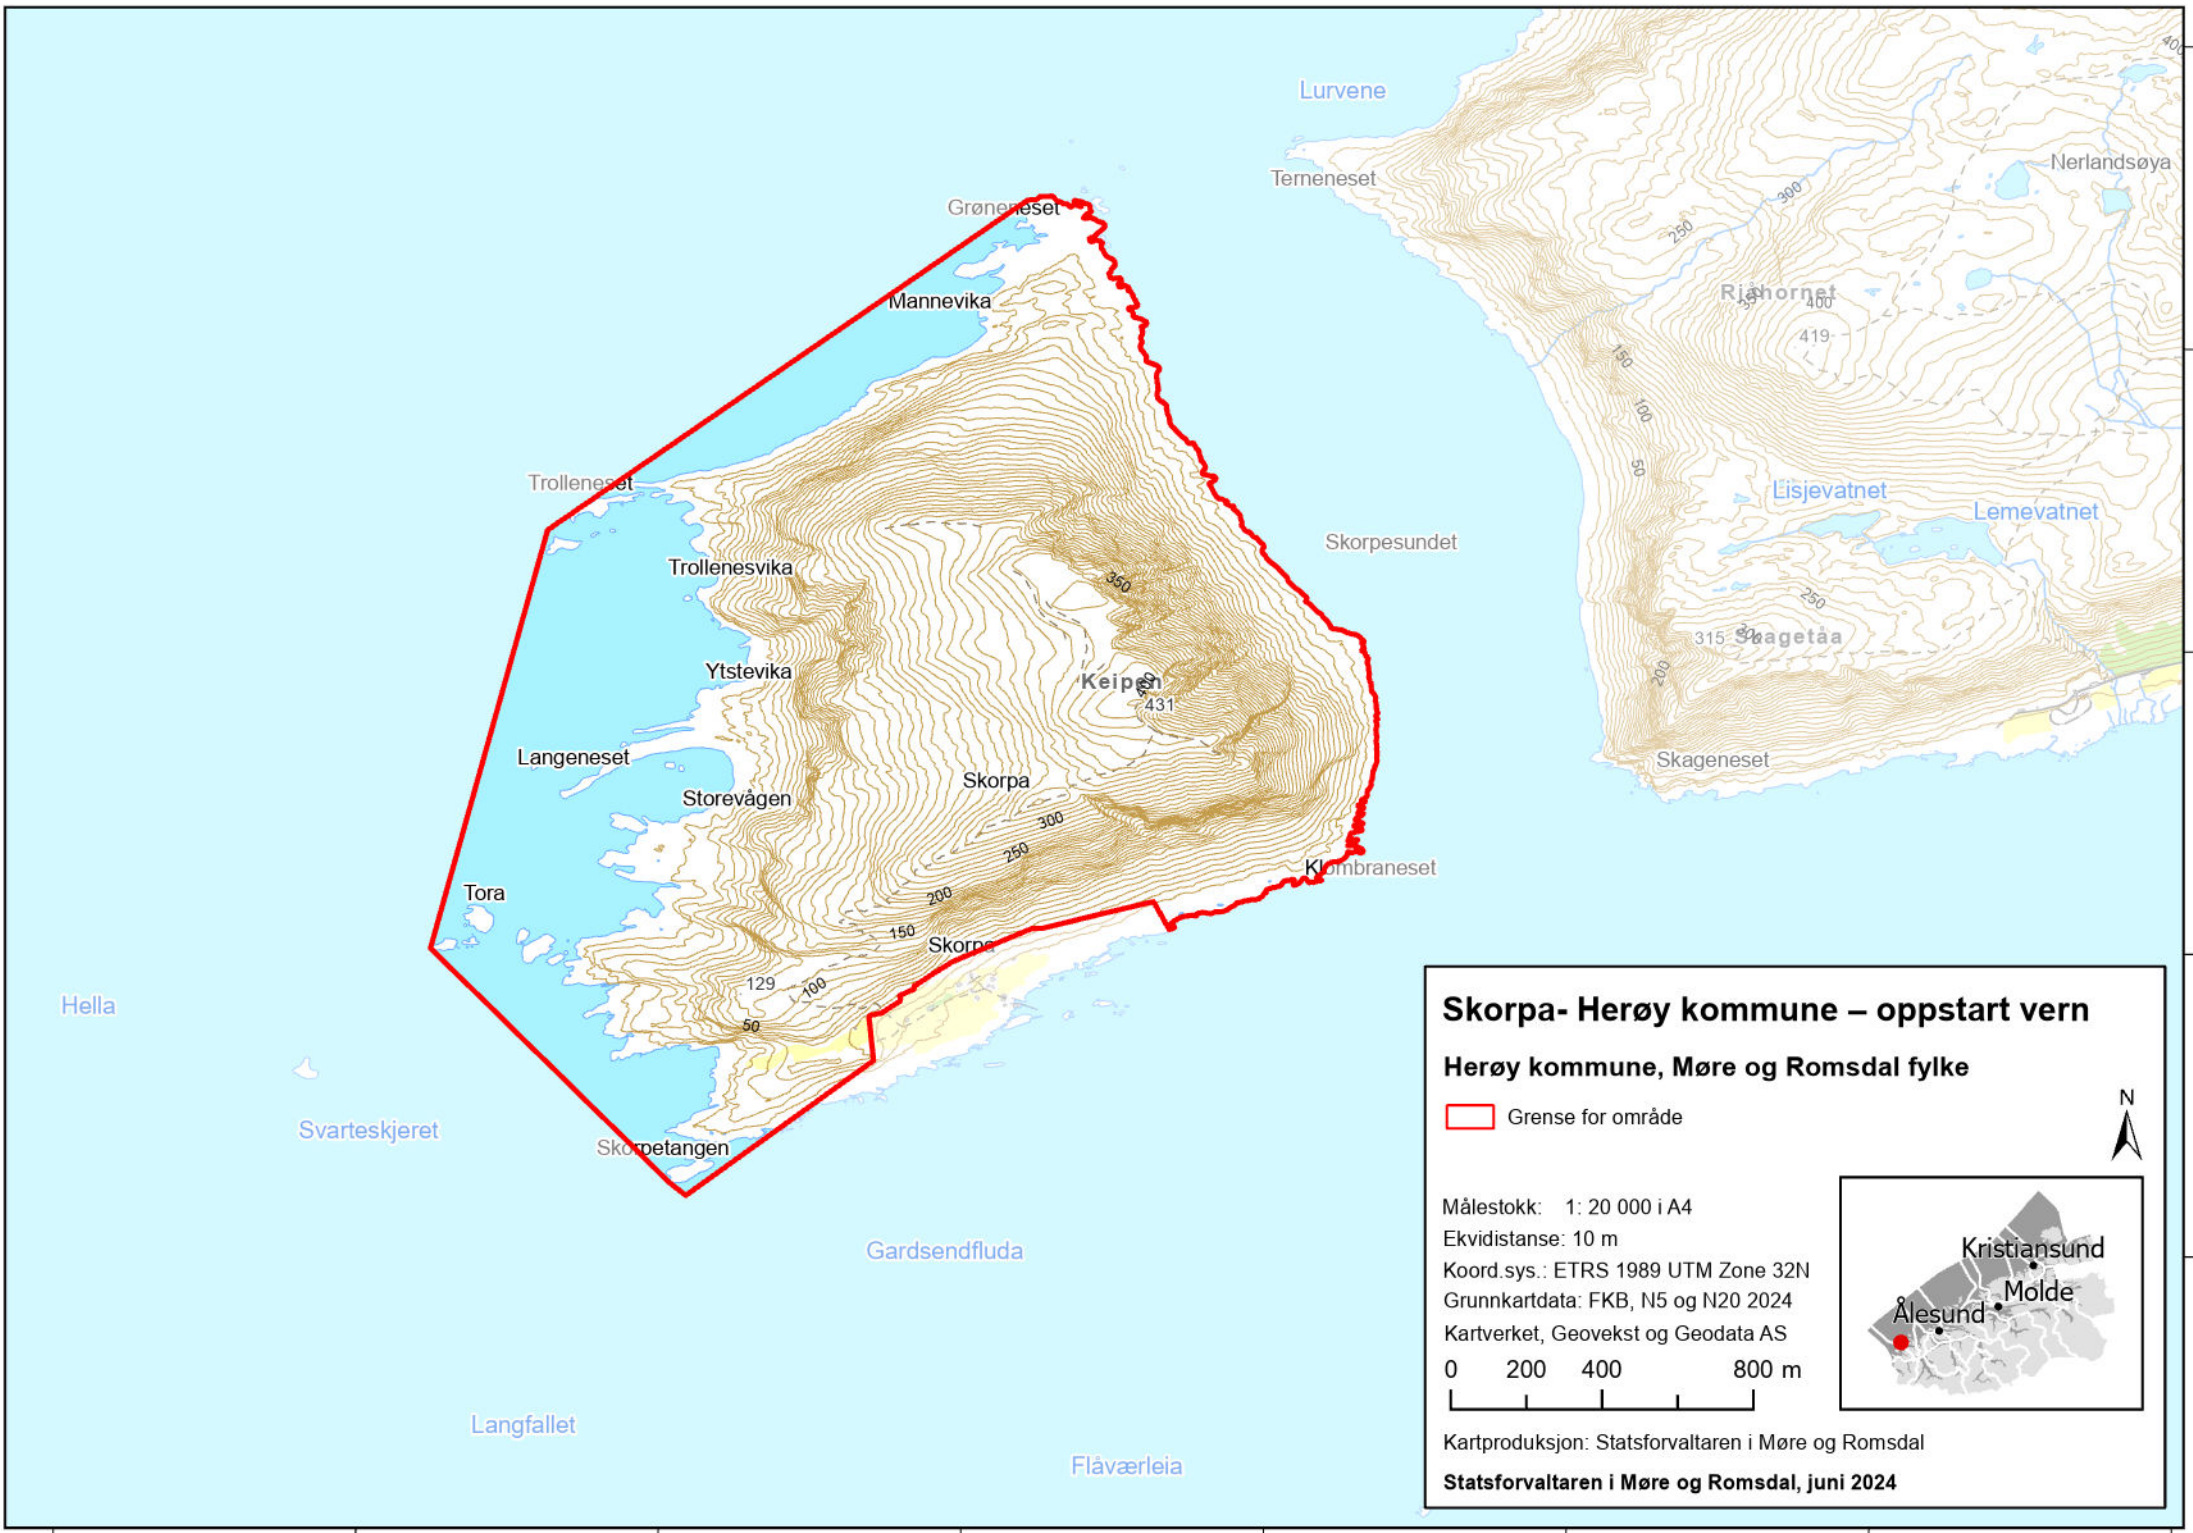 400
Lurvene
Nerlandsøya
Terneneset
300
Grøneneset
250
Rjåhornet
Mannevika
350
400
419
150
100
50
Trolleneset
Lisjevatnet
Lemevatnet
Skorpesundet
Trollenesvika
350
250
300
315
Skagetåa
Ytstevika
200
Keipen
400
431
Langeneset
Skageneset
Skorpa
Storevågen
300
250
Klombraneset
Tora
200
150
Skorpa
129
100
Hella
50
Svarteskjeret
Skorpetangen
Gardsendfluda
Langfallet
Flåværleia
Skorpa- Herøy kommune – oppstart vern
Herøy kommune, Møre og Romsdal fylke
N
Grense for område
Målestokk: 1: 20 000 i A4
Ekvidistanse: 10 m
Koord.sys.: ETRS 1989 UTM Zone 32N
Grunnkartdata: FKB, N5 og N20 2024
Kartverket, Geovekst og Geodata AS
0 200 400 800 m
Kristiansund
Molde
Ålesund
Kartproduksjon: Statsforvaltaren i Møre og Romsdal
Statsforvaltaren i Møre og Romsdal, juni 2024